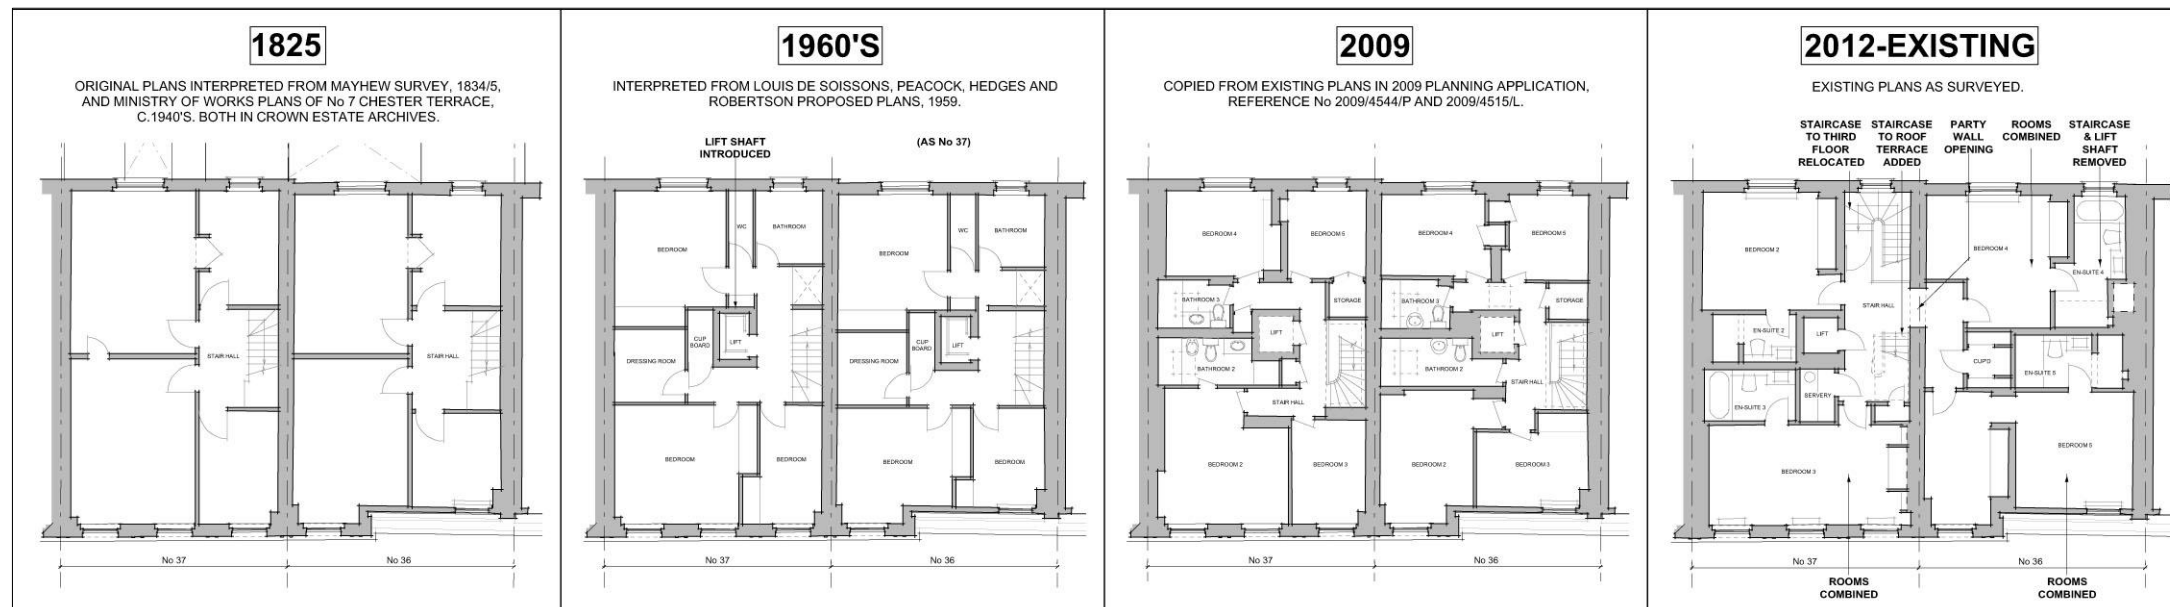 1825
ORIGINAL PLANS INTERPRETED FROM MAYHEW SURVEY, 1834/5,
AND MINISTRY OF WORKS PLANS OF No 7 CHESTER TERRACE,
C.1940'S. BOTH IN CROWN ESTATE ARCHIVES.
STAIR HALL
STAIR HALL
No 37
No 36
1960'S
INTERPRETED FROM LOUIS DE SOISSONS, PEACOCK, HEDGES AND
ROBERTSON PROPOSED PLANS, 1959.
LIFT SHAFT
INTRODUCED
(AS No 37)
BEDROOM
WC
BATHROOM
BEDROOM
WC
BATHROOM
DRESSING ROOM
CUP
BOARD
LIFT
DRESSING ROOM
CUP
BOARD
LIFT
BEDROOM
BEDROOM
BEDROOM
BEDROOM
No 37
No 36
2009
COPIED FROM EXISTING PLANS IN 2009 PLANNING APPLICATION,
REFERENCE No 2009/4544/P AND 2009/4515/L.
BEDROOM 4
BEDROOM 5
BEDROOM 4
BEDROOM 5
BATHROOM 3
STORAGE
BATHROOM 3
STORAGE
LIFT
LIFT
BATHROOM 2
BATHROOM 2
STAIR HALL
STAIR HALL
BEDROOM 2
BEDROOM 3
BEDROOM 2
BEDROOM 3
No 37
No 36
2012-EXISTING
EXISTING PLANS AS SURVEYED.
STAIRCASE
TO THIRD
FLOOR
RELOCATED
STAIRCASE
TO ROOF
TERRACE
ADDED
PARTY
WALL
OPENING
ROOMS
COMBINED
STAIRCASE
& LIFT
SHAFT
REMOVED
BEDROOM 2
BEDROOM 4
EN-SUITE 4
STAIR HALL
EN-SUITE 2
LIFT
CUP'D
EN-SUITE 5
EN-SUITE 3
SERVERY
BEDROOM 3
BEDROOM 5
No 37
No 36
ROOMS
COMBINED
ROOMS
COMBINED